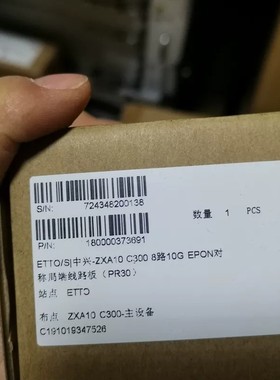 S/N:
724346200138
数量 1 PCS
P/N:
180000373691
ETTO/S|中兴-ZXA10 C300 8路10G EPON对
称局端线路板（PR30）
站点 ETTO
布点 ZXA10 C300-主设备
C191019347526